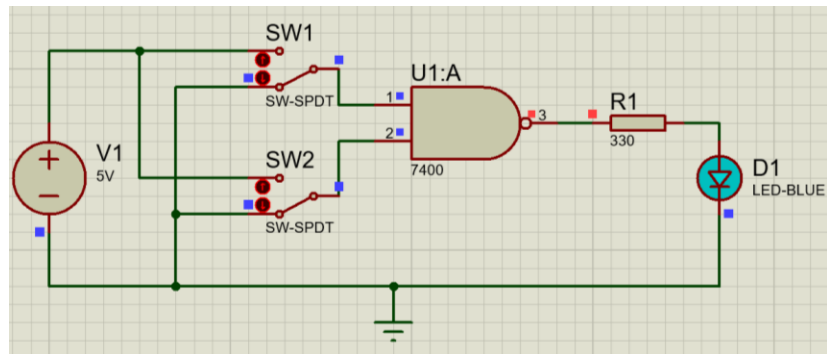 SW1
SW-SPDT
U1:A
1
2
3
7400
R1
330
V1
5V
SW2
SW-SPDT
D1
LED-BLUE